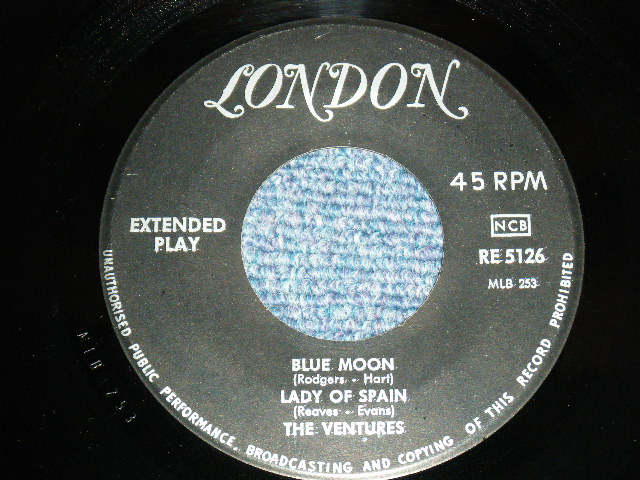 LONDON
45 RPM
EXTENDED
PLAY
NCB
RE 5126
MLB 253
BLUE MOON
(Rodgers - Hart)
LADY OF SPAIN
(Reaves - Evans)
THE VENTURES
UNAUTHORISED PUBLIC PERFORMANCE, BROADCASTING AND COPYING OF THIS RECORD PROHIBITED